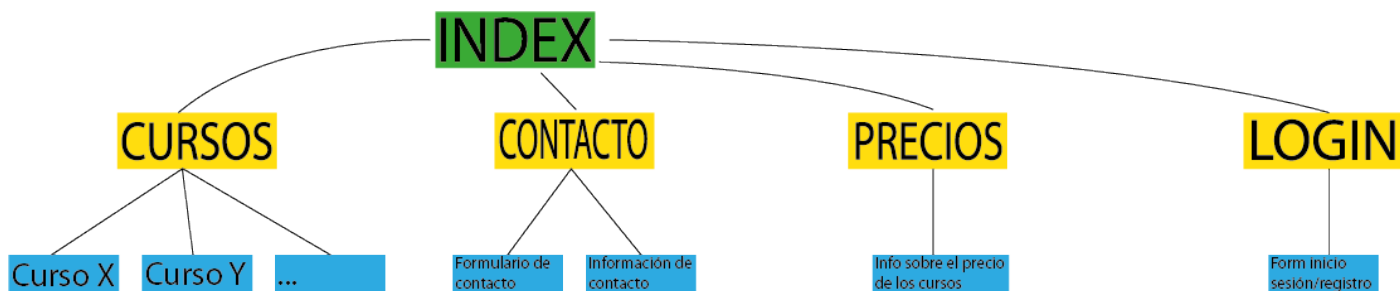 INDEX
CURSOS
CONTACTO
PRECIOS
LOGIN
Curso X
Curso Y
...
Formulario de
contacto
Información de
contacto
Info sobre el precio
de los cursos
Form inicio
sesión/registro